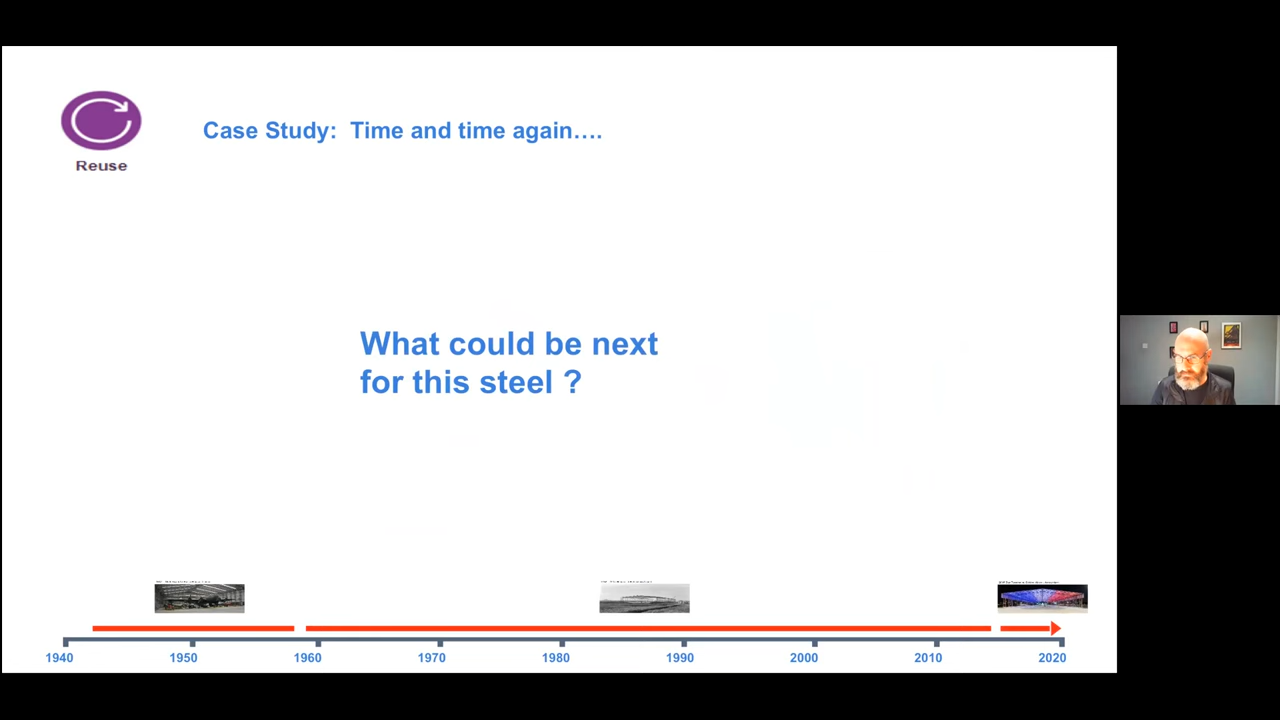 Case Study:  Time and time again….
Reuse
What could be next
for this steel ?
1940 1950 1960 1970 1980 1990 2000 2010 2020